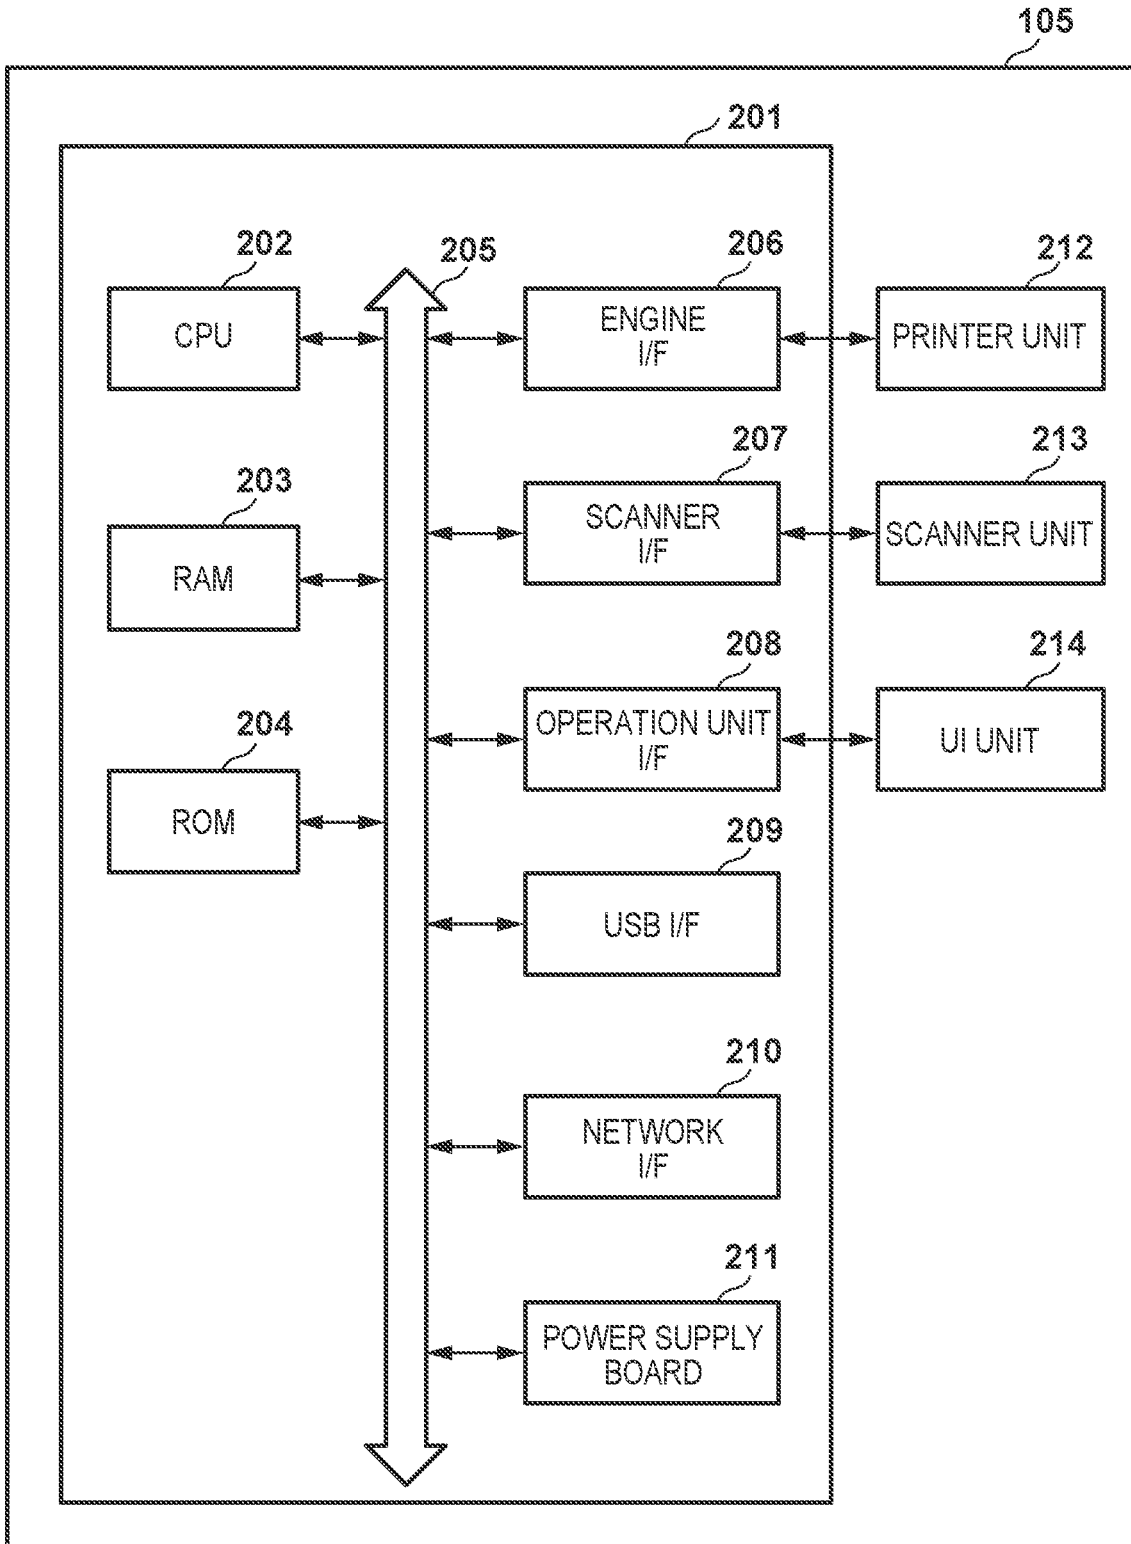 105
201
202
205
206
212
CPU
ENGINE
I/F
PRINTER UNIT
203
207
213
RAM
SCANNER
I/F
SCANNER UNIT
204
208
214
ROM
OPERATION UNIT
I/F
UI UNIT
209
USB I/F
210
NETWORK
I/F
211
POWER SUPPLY
BOARD